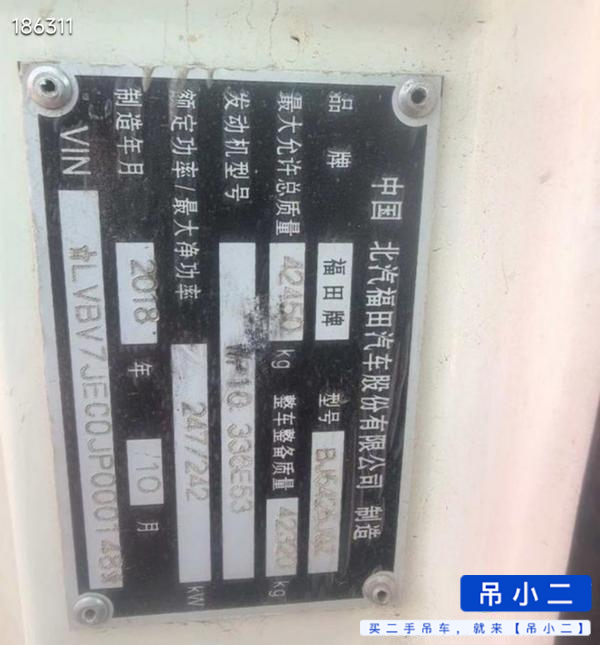 186311
中国 北汽福田汽车股份有限公司 制造
品牌 福田牌 型号
最大允许总质量 42450 kg 整车整备质量 42320 kg
发动机型号 338E53
额定功率/最大净功率 247/242 kW
制造年月 2018 年 10 月
VIN ☆LVBV7JEC0JP000148☆
吊小二
买二手吊车，就来【吊小二】